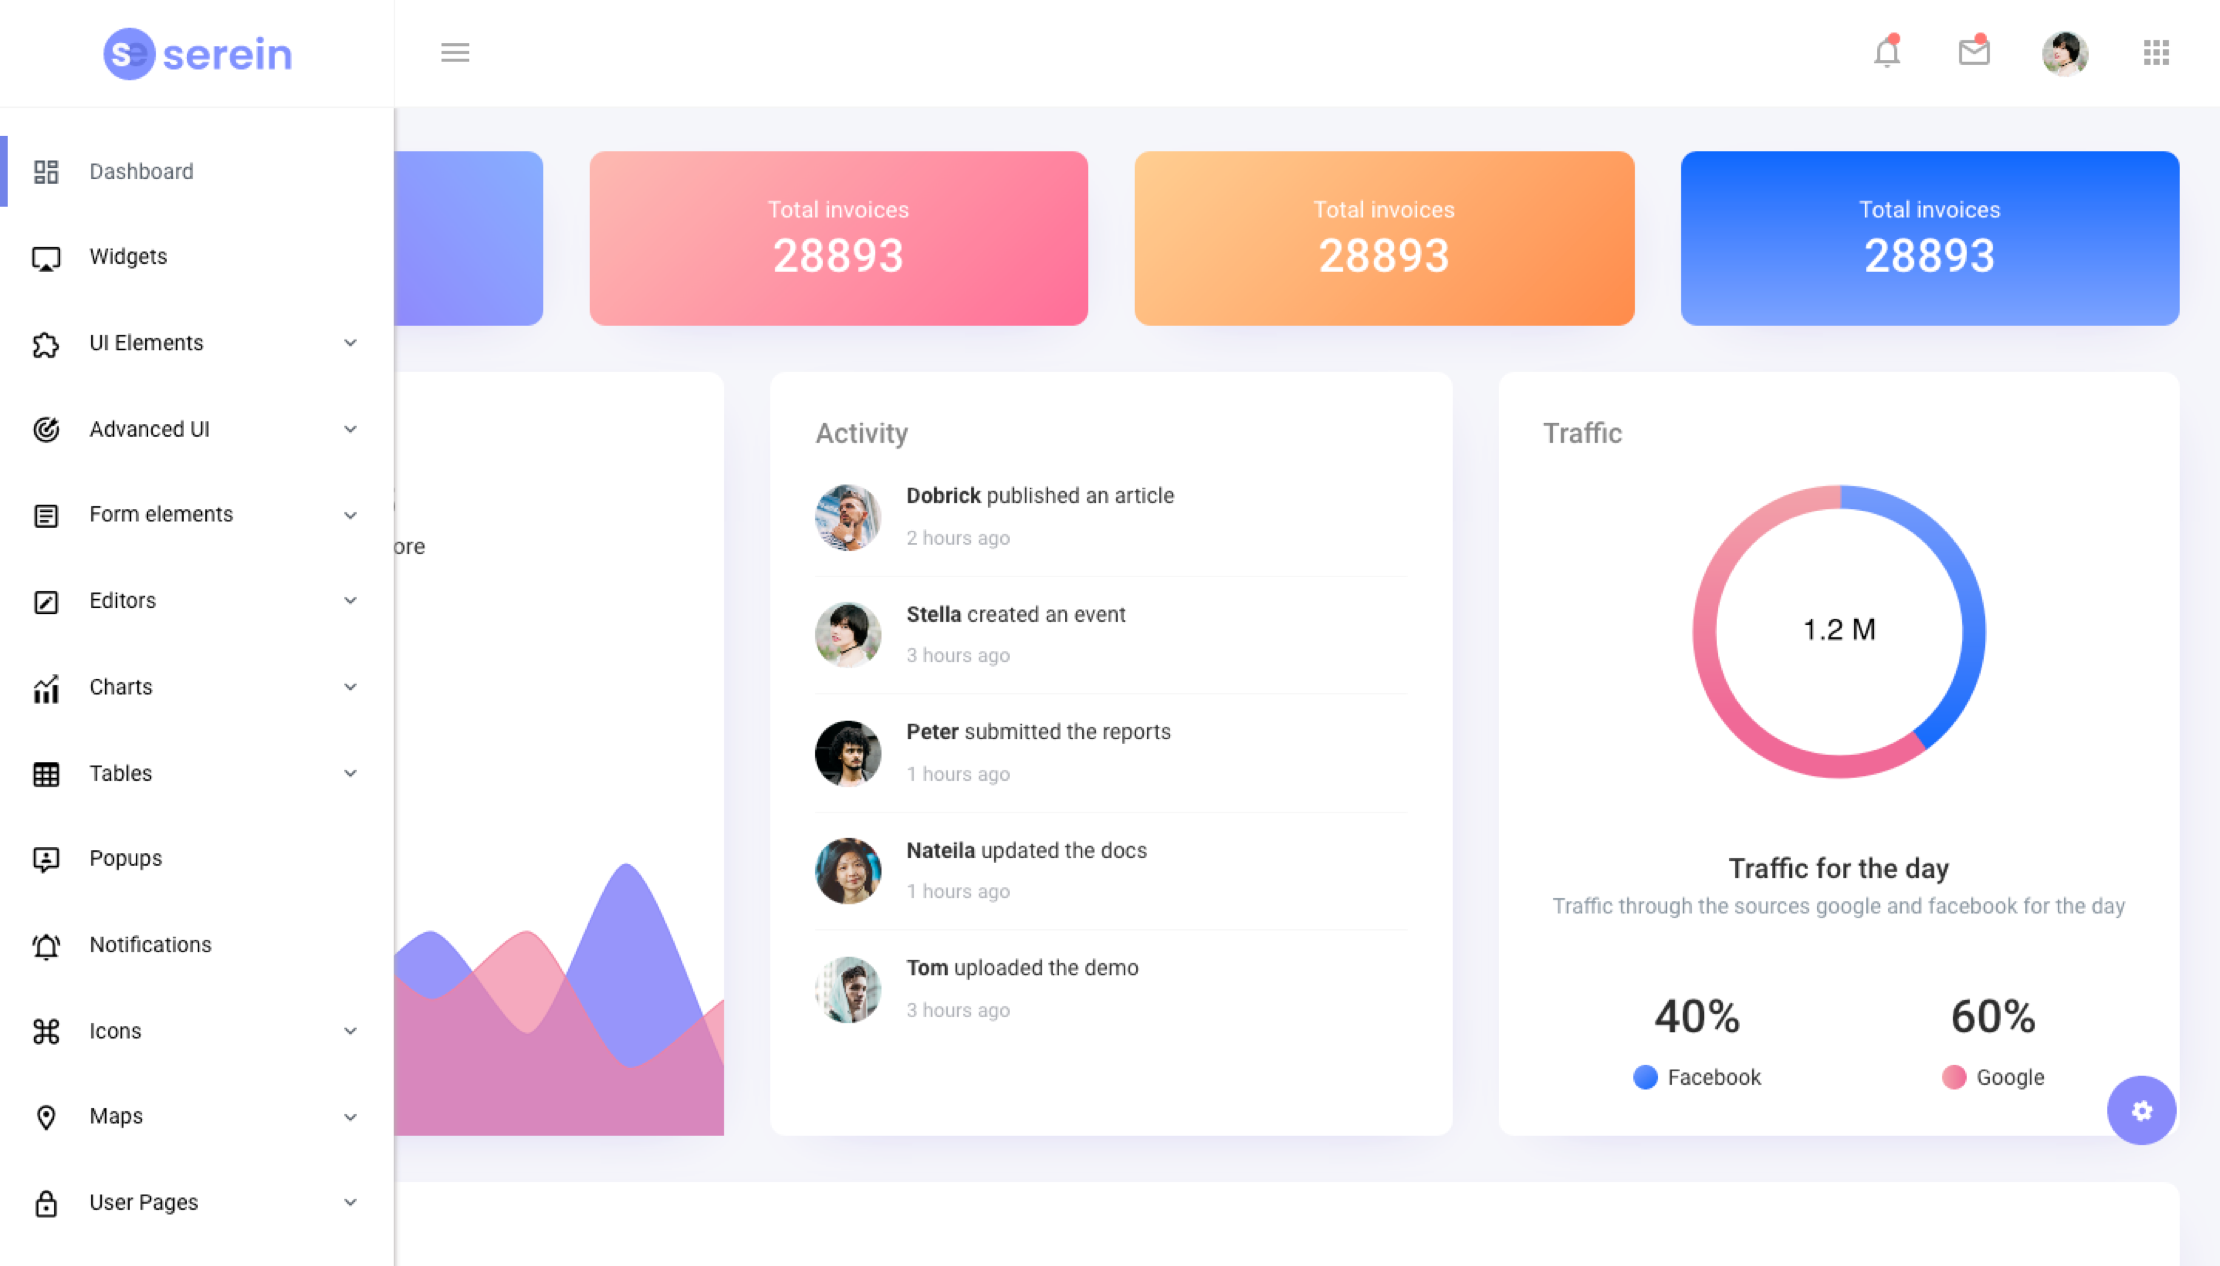 se serein
Dashboard
Widgets
UI Elements
Advanced UI
Form elements
Editors
Charts
Tables
Popups
Notifications
Icons
Maps
User Pages
Total invoices
28893
Total invoices
28893
Total invoices
28893
ore
Activity
Dobrick published an article
2 hours ago
Stella created an event
3 hours ago
Peter submitted the reports
1 hours ago
Nateila updated the docs
1 hours ago
Tom uploaded the demo
3 hours ago
Traffic
1.2 M
Traffic for the day
Traffic through the sources google and facebook for the day
40%
Facebook
60%
Google